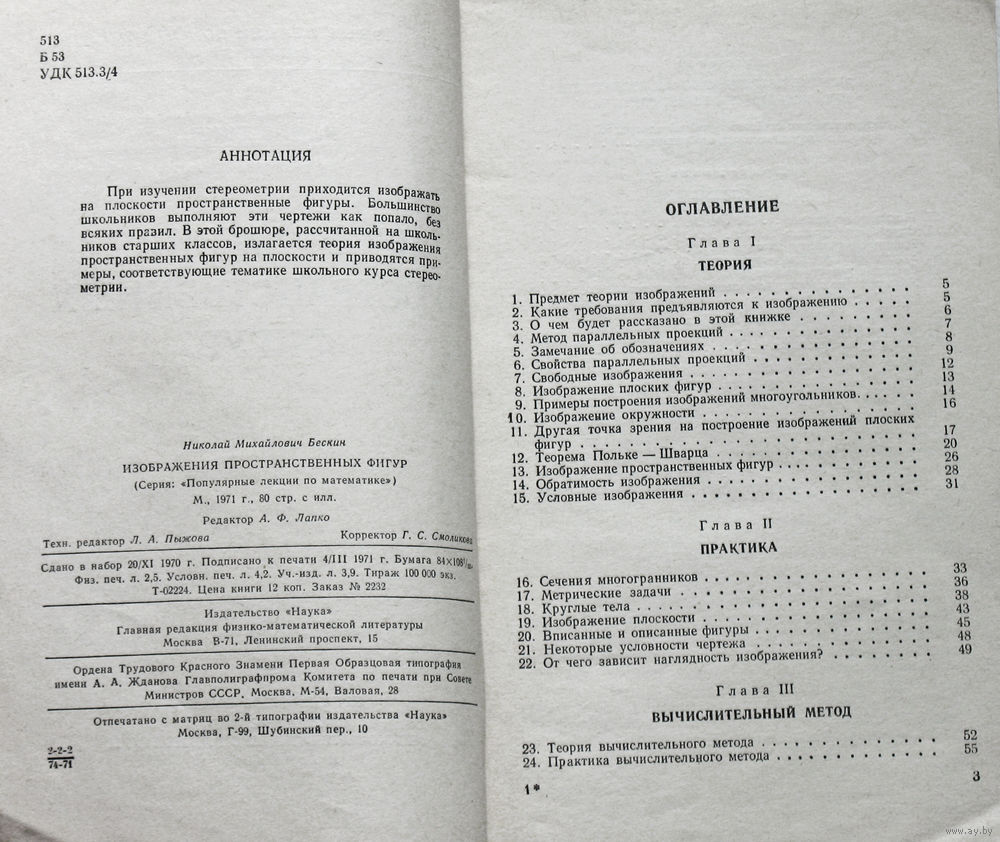 513
Б 53
УДК 513.3/4
АННОТАЦИЯ
При изучении стереометрии приходится изображать
на плоскости пространственные фигуры. Большинство
школьников выполняют эти чертежи как попало, без
всяких празил. В этой брошюре, рассчитанной на школь-
ников старших классов, излагается теория изображения
пространственных фигур на плоскости и приводятся при-
меры, соответствующие тематике школьного курса стерео-
метрии.
Николай Михайлович Бескин
ИЗОБРАЖЕНИЯ ПРОСТРАНСТВЕННЫХ ФИГУР
(Серия: «Популярные лекции по математике»)
М., 1971 г., 80 стр. с илл.
Редактор А. Ф. Лапко
Техн. редактор Л. А. Пыжова Корректор Г. С. Смоликова
Сдано в набор 20/XI 1970 г. Подписано к печати 4/III 1971 г. Бумага 84×108¹/₃₂.
Физ. печ. л. 2,5. Условн. печ. л. 4,2. Уч.-изд. л. 3,9. Тираж 100 000 экз.
Т-02224. Цена книги 12 коп. Заказ № 2232
Издательство «Наука»
Главная редакция физико-математической литературы
Москва В-71, Ленинский проспект, 15
Ордена Трудового Красного Знамени Первая Образцовая типография
имени А. А. Жданова Главполиграфпрома Комитета по печати при Совете
Министров СССР. Москва, М-54, Валовая, 28
Отпечатано с матриц во 2-й типографии издательства «Наука»
Москва, Г-99, Шубинский пер., 10
2-2-2
74-71
ОГЛАВЛЕНИЕ
Глава I
ТЕОРИЯ
1. Предмет теории изображений . . . . . 5
2. Какие требования предъявляются к изображению . . . . . 5
3. О чем будет рассказано в этой книжке . . . . . 6
4. Метод параллельных проекций . . . . . 7
5. Замечание об обозначениях . . . . . 8
6. Свойства параллельных проекций . . . . . 9
7. Свободные изображения . . . . . 12
8. Изображение плоских фигур . . . . . 13
9. Примеры построения изображений многоугольников . . . . . 14
10. Изображение окружности . . . . . 16
11. Другая точка зрения на построение изображений плоских
фигур . . . . . 17
12. Теорема Польке — Шварца . . . . . 20
13. Изображение пространственных фигур . . . . . 26
14. Обратимость изображения . . . . . 28
15. Условные изображения . . . . . 31
Глава II
ПРАКТИКА
16. Сечения многогранников . . . . . 33
17. Метрические задачи . . . . . 36
18. Круглые тела . . . . . 38
19. Изображение плоскости . . . . . 43
20. Вписанные и описанные фигуры . . . . . 45
21. Некоторые условности чертежа . . . . . 48
22. От чего зависит наглядность изображения? . . . . . 49
Глава III
ВЫЧИСЛИТЕЛЬНЫЙ МЕТОД
23. Теория вычислительного метода . . . . . 52
24. Практика вычислительного метода . . . . . 55
1* 3
www.ay.by